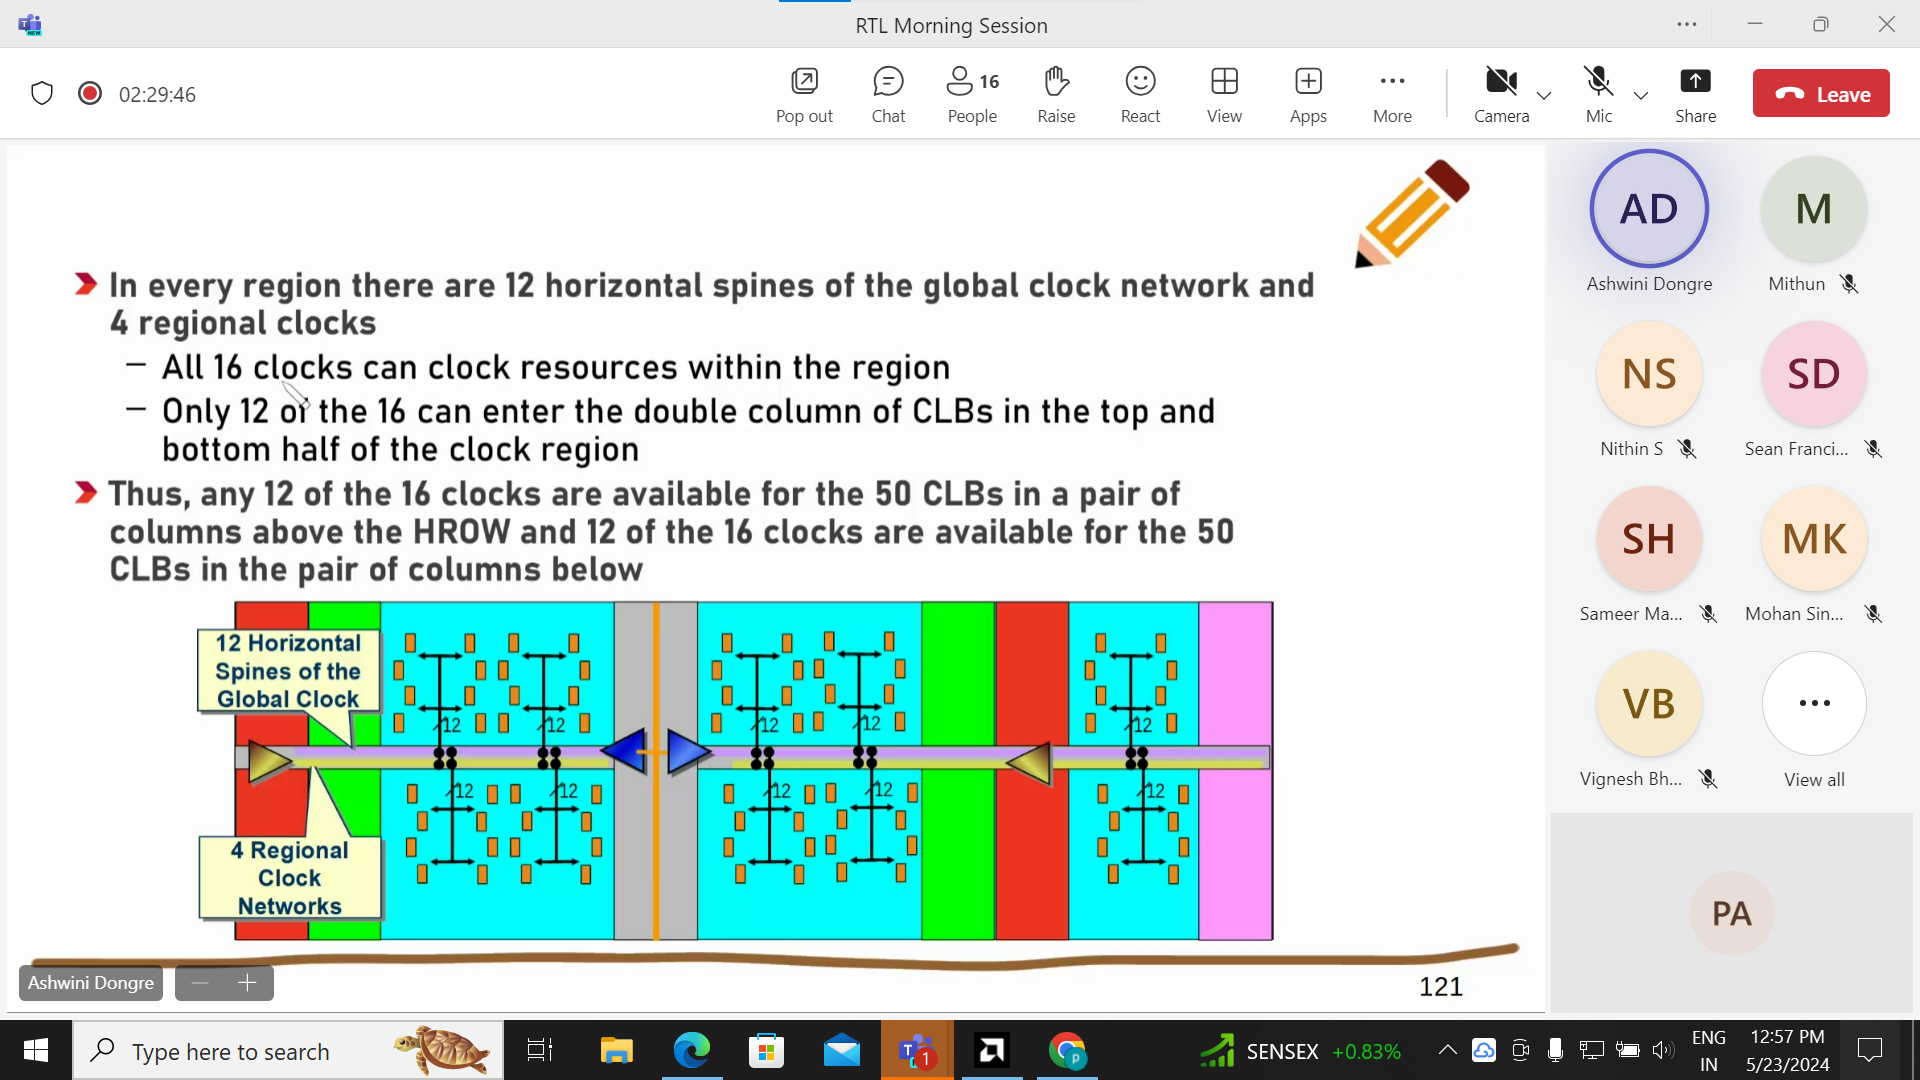 RTL Morning Session
NEW
02:29:46
Pop out
Chat
16
People
Raise
React
View
Apps
More
Camera
Mic
Share
Leave
In every region there are 12 horizontal spines of the global clock network and
4 regional clocks
– All 16 clocks can clock resources within the region
– Only 12 of the 16 can enter the double column of CLBs in the top and
bottom half of the clock region
Thus, any 12 of the 16 clocks are available for the 50 CLBs in a pair of
columns above the HROW and 12 of the 16 clocks are available for the 50
CLBs in the pair of columns below
12 Horizontal
Spines of the
Global Clock
12 12 12 12 12
12 12 12 12 12
4 Regional
Clock
Networks
121
Ashwini Dongre
AD
Ashwini Dongre
M
Mithun
NS
Nithin S
SD
Sean Franci...
SH
Sameer Ma...
MK
Mohan Sin...
VB
Vignesh Bh...
...
View all
PA
Type here to search
1
p
SENSEX +0.83%
ENG
IN
12:57 PM
5/23/2024